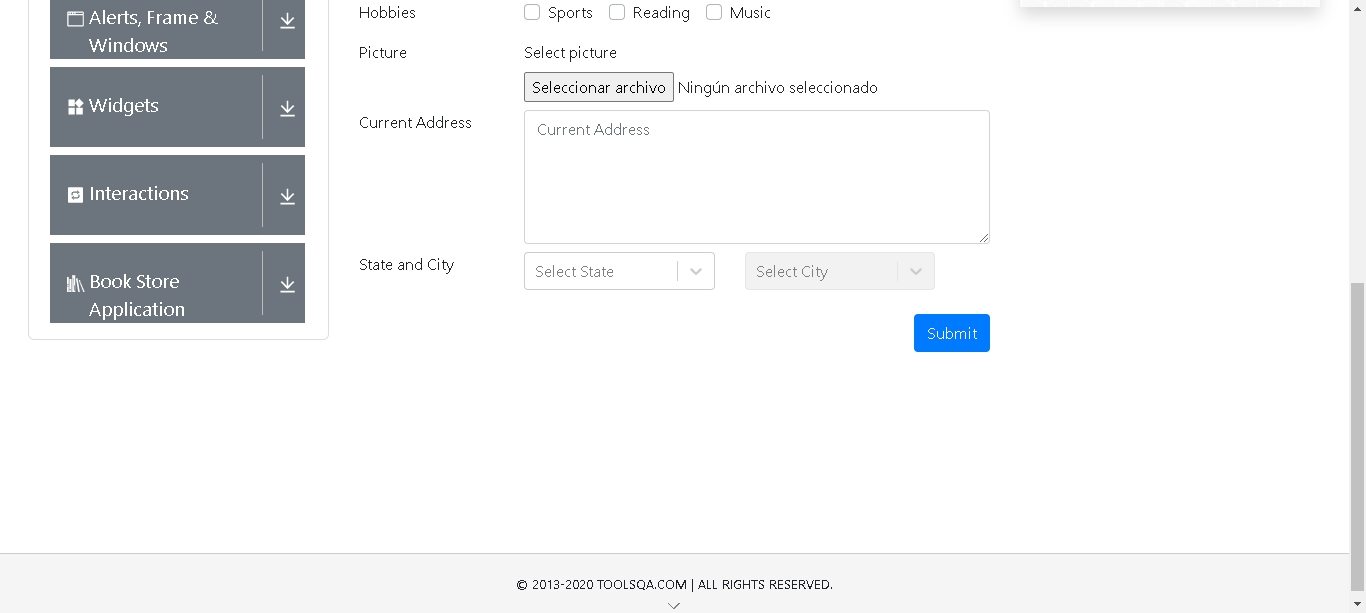 Alerts, Frame &
Windows
Widgets
Interactions
Book Store
Application
Hobbies
Sports
Reading
Music
Picture
Select picture
Seleccionar archivo Ningún archivo seleccionado
Current Address
Current Address
State and City
Select State
Select City
Submit
© 2013-2020 TOOLSQA.COM | ALL RIGHTS RESERVED.